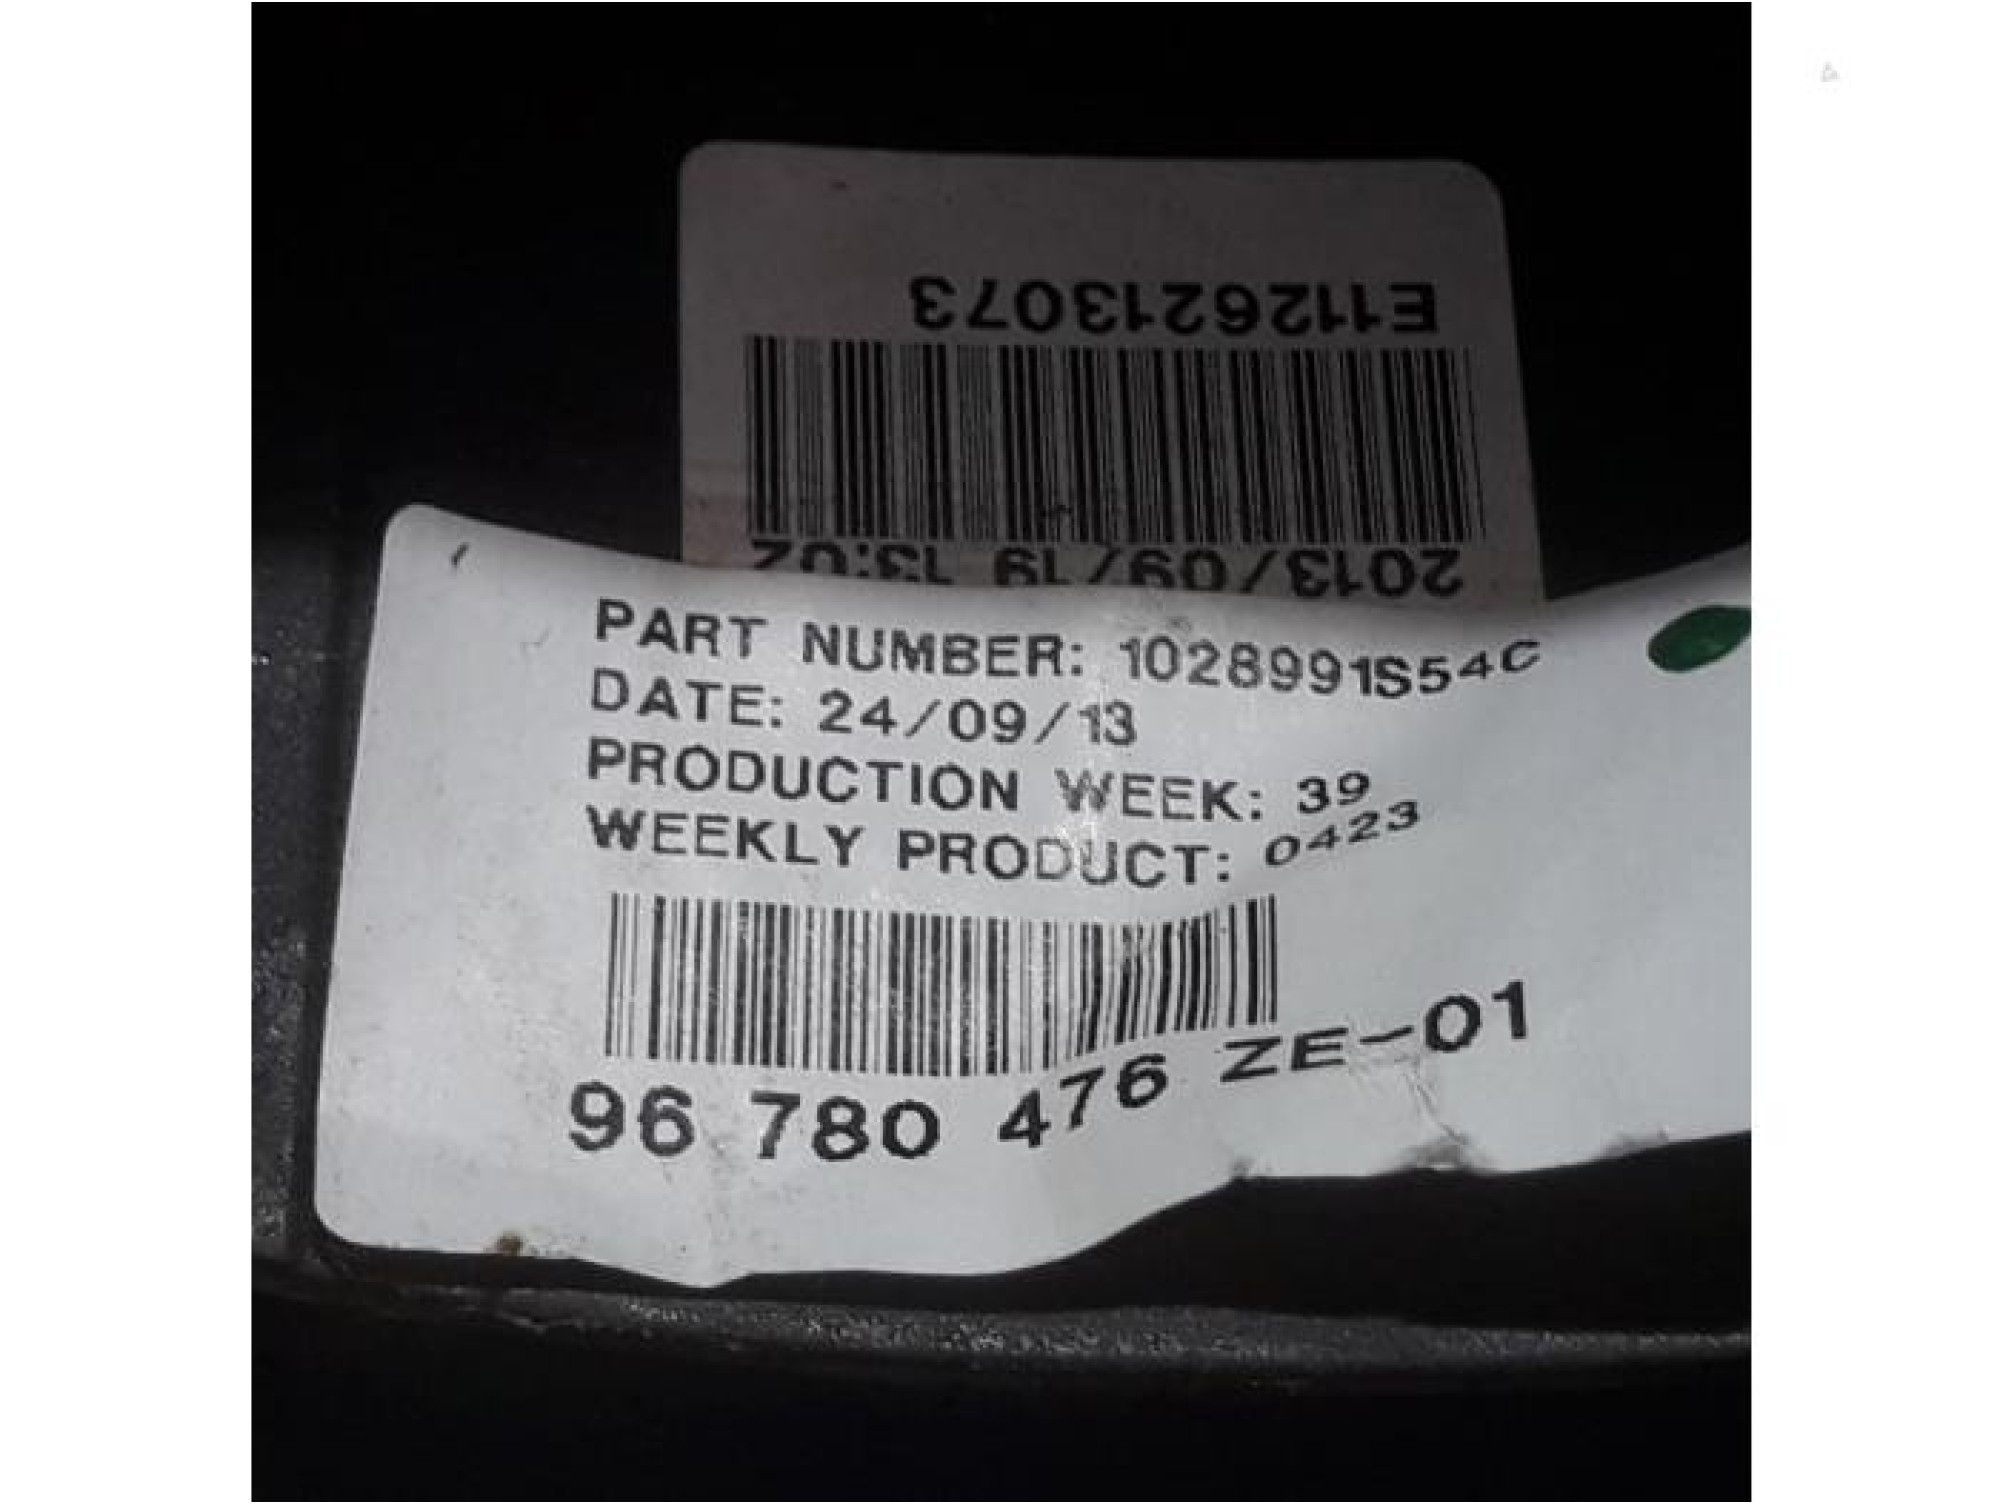 E1126213073
2013/09/19 13:02
PART NUMBER: 1028991S54C
DATE: 24/09/13
PRODUCTION WEEK: 39
WEEKLY PRODUCT: 0423
96 780 476 ZE-01